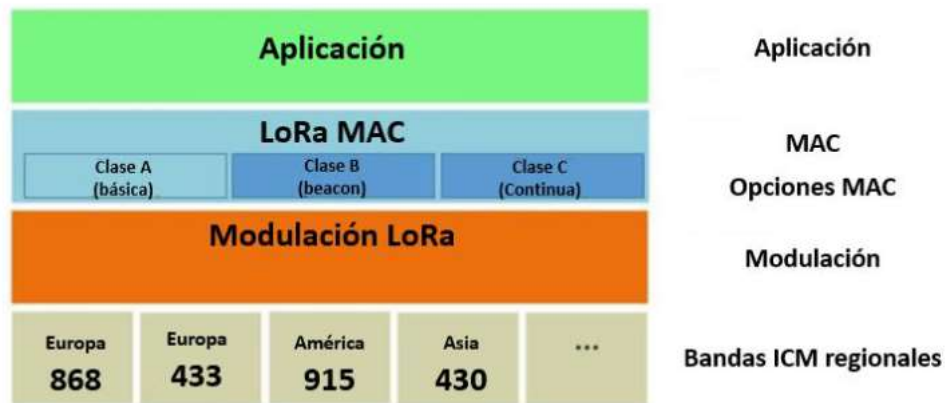 Aplicación
Aplicación
LoRa MAC
MAC
Clase A
(básica)
Clase B
(beacon)
Clase C
(Continua)
Opciones MAC
Modulación LoRa
Modulación
Europa
868
Europa
433
América
915
Asia
430
...
Bandas ICM regionales